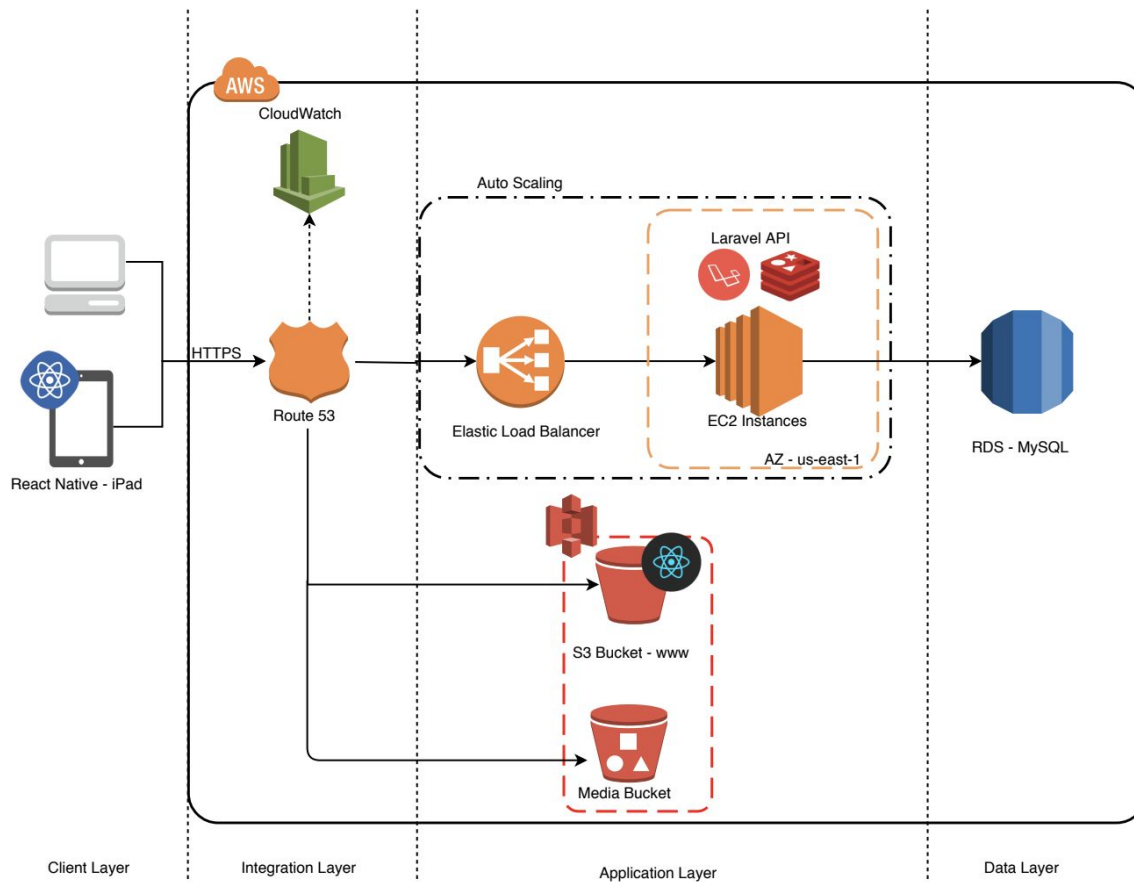 AWS
CloudWatch
Auto Scaling
Laravel API
HTTPS
Route 53
Elastic Load Balancer
EC2 Instances
AZ - us-east-1
RDS - MySQL
React Native - iPad
S3 Bucket - www
Media Bucket
Client Layer
Integration Layer
Application Layer
Data Layer